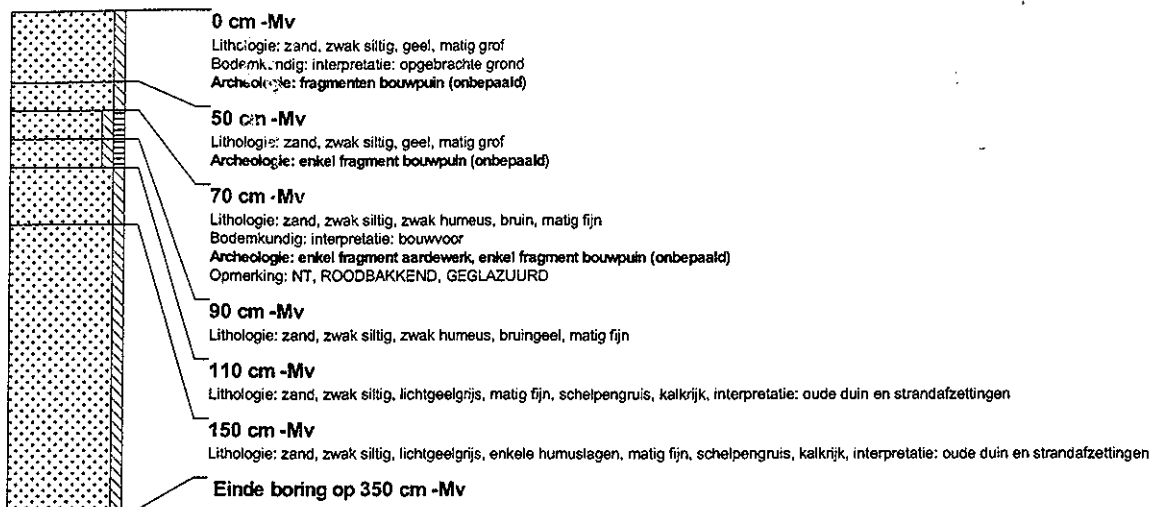 0 cm -Mv
Lithologie: zand, zwak siltig, geel, matig grof
Bodemkundig: interpretatie: opgebrachte grond
Archeologie: fragmenten bouwpuin (onbepaald)
50 cm -Mv
Lithologie: zand, zwak siltig, geel, matig grof
Archeologie: enkel fragment bouwpuin (onbepaald)
70 cm -Mv
Lithologie: zand, zwak siltig, zwak humeus, bruin, matig fijn
Bodemkundig: interpretatie: bouwvoor
Archeologie: enkel fragment aardewerk, enkel fragment bouwpuin (onbepaald)
Opmerking: NT, ROODBAKKEND, GEGLAZUURD
90 cm -Mv
Lithologie: zand, zwak siltig, zwak humeus, bruingeel, matig fijn
110 cm -Mv
Lithologie: zand, zwak siltig, lichtgeelgrijs, matig fijn, schelpengruis, kalkrijk, interpretatie: oude duin en strandafzettingen
150 cm -Mv
Lithologie: zand, zwak siltig, lichtgeelgrijs, enkele humuslagen, matig fijn, schelpengruis, kalkrijk, interpretatie: oude duin en strandafzettingen
Einde boring op 350 cm -Mv